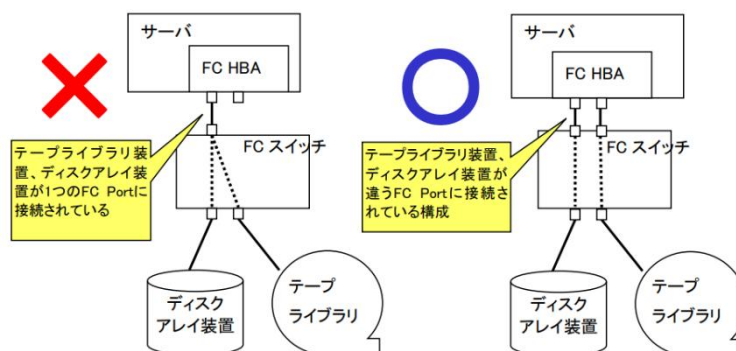 サーバ
FC HBA
テープライブラリ装
置、ディスクアレイ装
置が1つのFC Portに
接続されている
FC スイッチ
ディスク
アレイ装置
テープ
ライブラリ
サーバ
FC HBA
テープライブラリ装置、
ディスクアレイ装置が
違うFC Portに接続さ
れている構成
FC スイッチ
ディスク
アレイ装置
テープ
ライブラリ